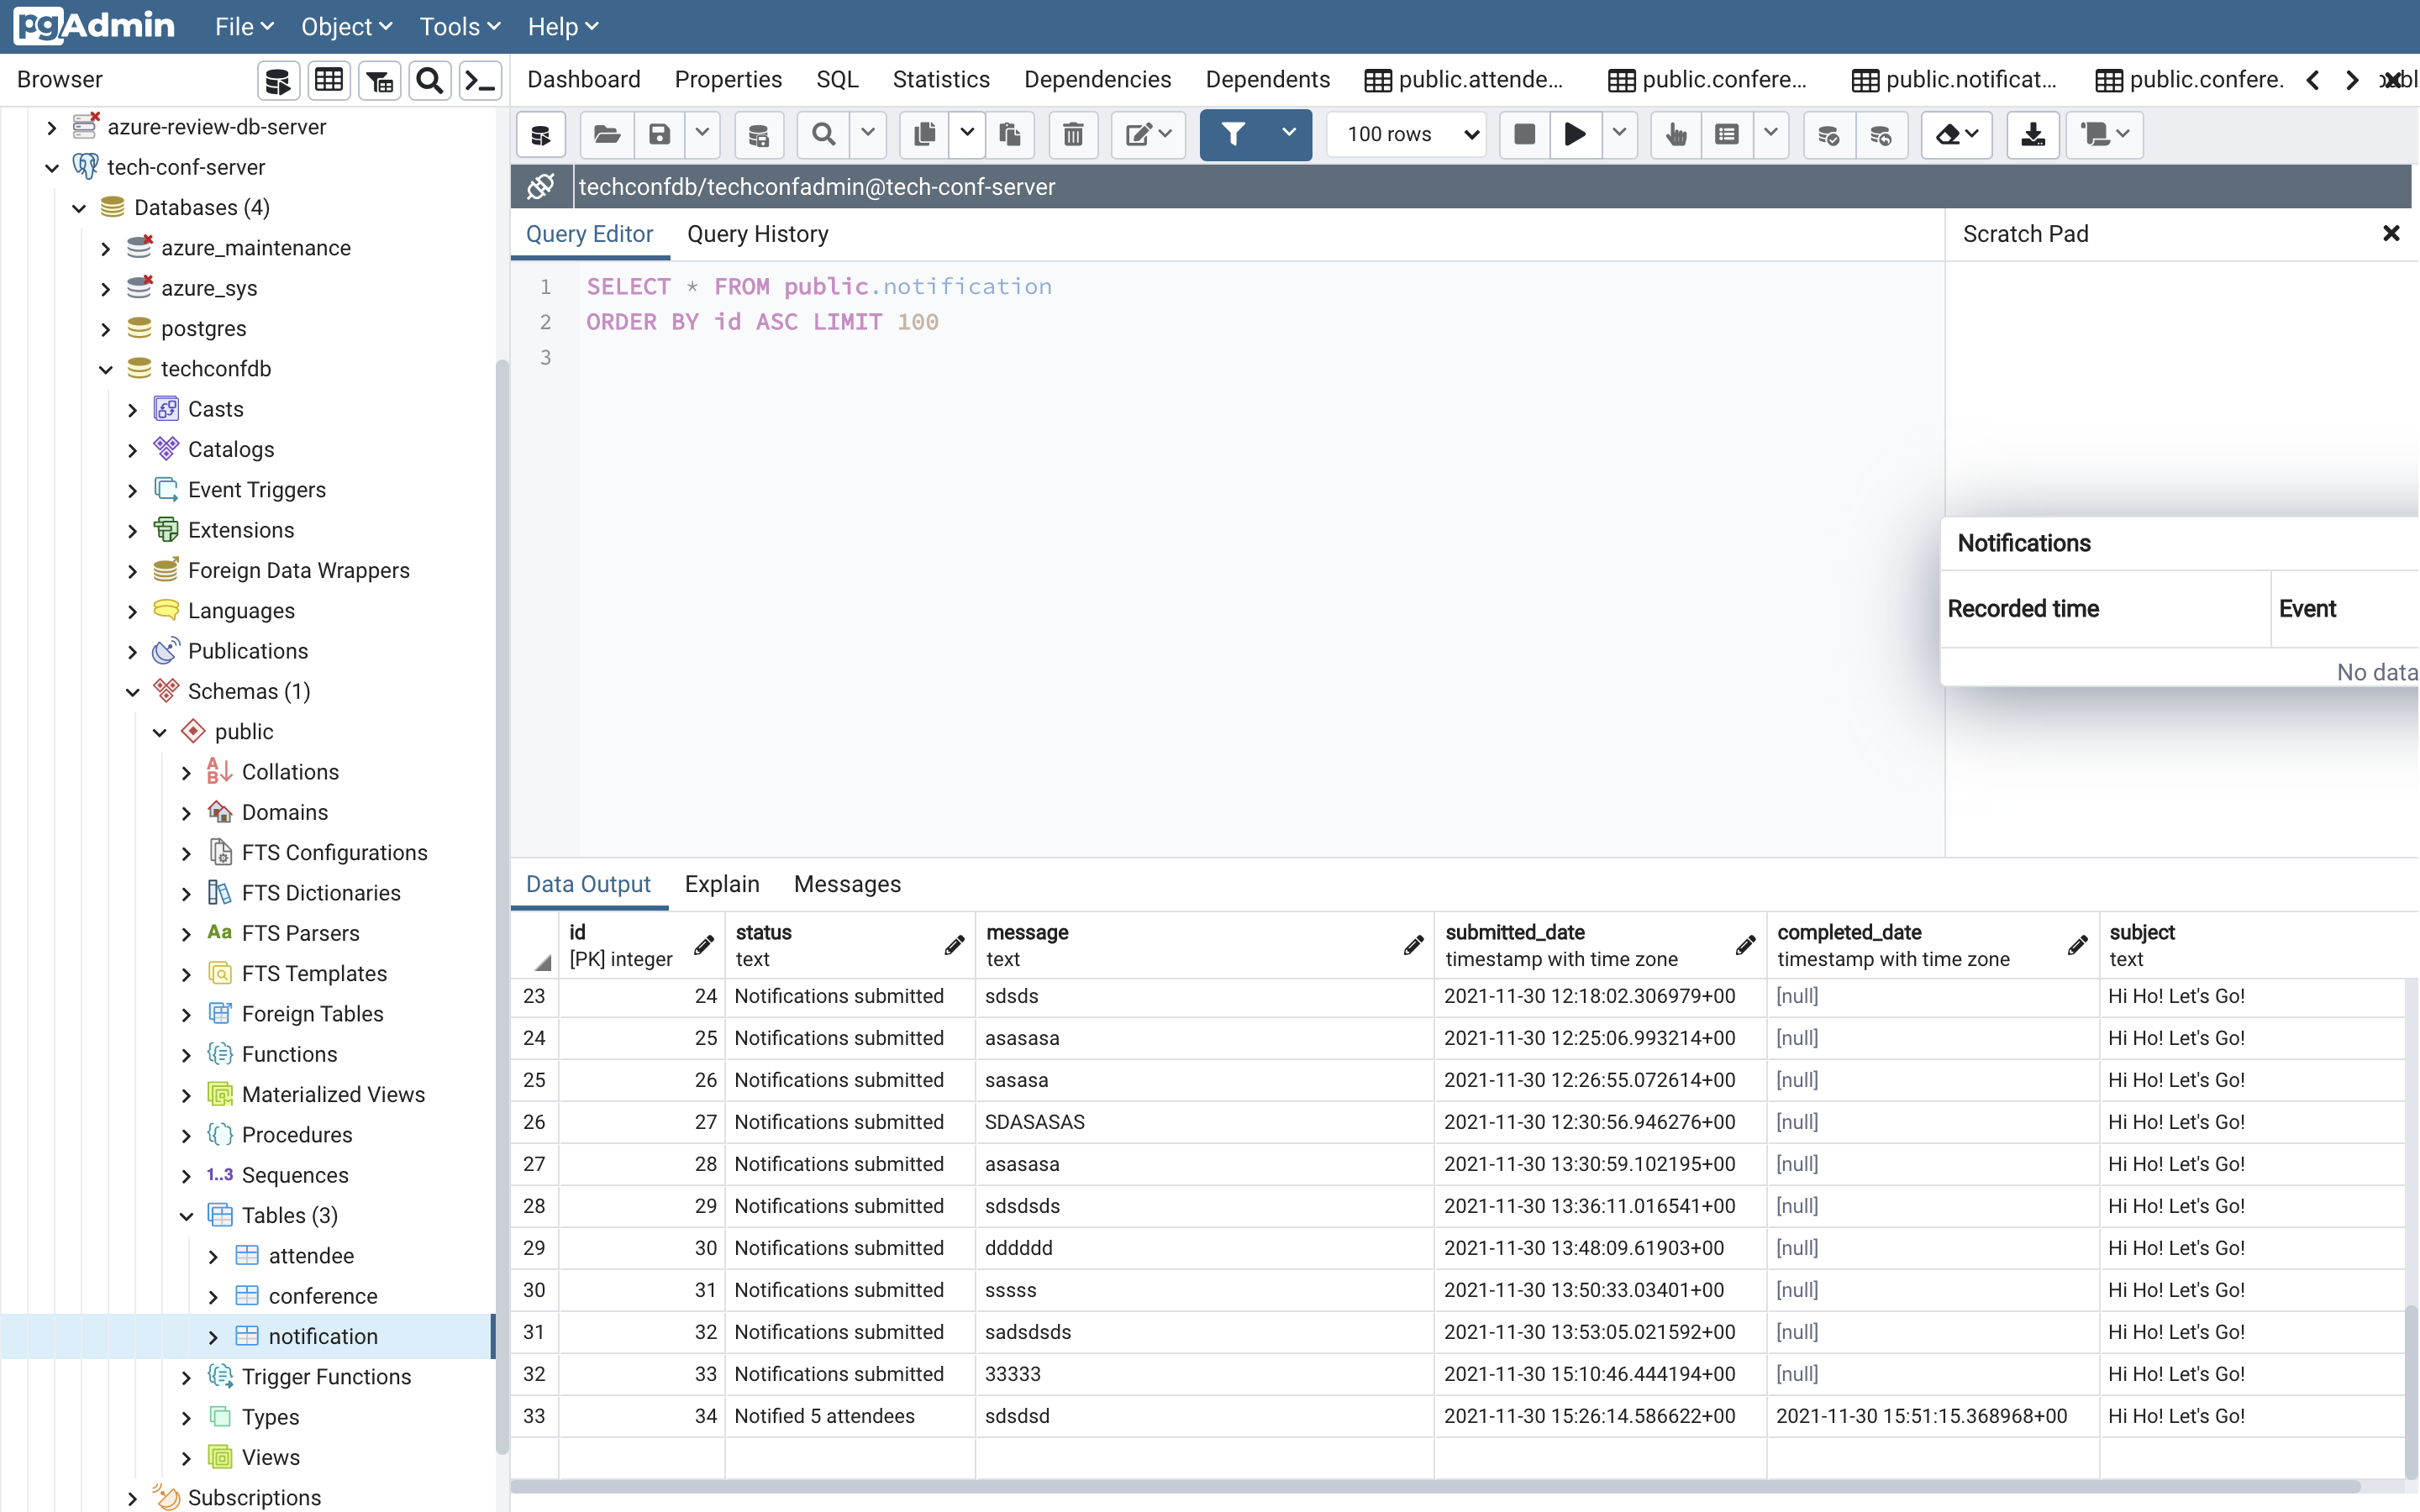 pgAdmin File Object Tools Help
Browser
Dashboard Properties SQL Statistics Dependencies Dependents public.attende... public.confere... public.notificat... public.confere.
azure-review-db-server
tech-conf-server
Databases (4)
azure_maintenance
azure_sys
postgres
techconfdb
Casts
Catalogs
Event Triggers
Extensions
Foreign Data Wrappers
Languages
Publications
Schemas (1)
public
Collations
Domains
FTS Configurations
FTS Dictionaries
Aa FTS Parsers
FTS Templates
Foreign Tables
Functions
Materialized Views
Procedures
1..3 Sequences
Tables (3)
attendee
conference
notification
Trigger Functions
Types
Views
Subscriptions
100 rows
techconfdb/techconfadmin@tech-conf-server
Query Editor Query History
Scratch Pad
1 SELECT * FROM public.notification
2 ORDER BY id ASC LIMIT 100
3
Notifications
Recorded time Event
No data
Data Output Explain Messages
id status message submitted_date completed_date subject
[PK] integer text text timestamp with time zone timestamp with time zone text
23 24 Notifications submitted sdsds 2021-11-30 12:18:02.306979+00 [null] Hi Ho! Let's Go!
24 25 Notifications submitted asasasa 2021-11-30 12:25:06.993214+00 [null] Hi Ho! Let's Go!
25 26 Notifications submitted sasasa 2021-11-30 12:26:55.072614+00 [null] Hi Ho! Let's Go!
26 27 Notifications submitted SDASASAS 2021-11-30 12:30:56.946276+00 [null] Hi Ho! Let's Go!
27 28 Notifications submitted asasasa 2021-11-30 13:30:59.102195+00 [null] Hi Ho! Let's Go!
28 29 Notifications submitted sdsdsds 2021-11-30 13:36:11.016541+00 [null] Hi Ho! Let's Go!
29 30 Notifications submitted dddddd 2021-11-30 13:48:09.61903+00 [null] Hi Ho! Let's Go!
30 31 Notifications submitted sssss 2021-11-30 13:50:33.03401+00 [null] Hi Ho! Let's Go!
31 32 Notifications submitted sadsdsds 2021-11-30 13:53:05.021592+00 [null] Hi Ho! Let's Go!
32 33 Notifications submitted 33333 2021-11-30 15:10:46.444194+00 [null] Hi Ho! Let's Go!
33 34 Notified 5 attendees sdsdsd 2021-11-30 15:26:14.586622+00 2021-11-30 15:51:15.368968+00 Hi Ho! Let's Go!